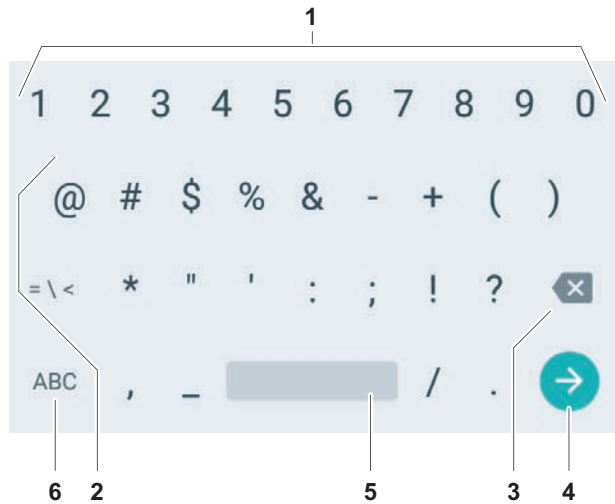 1
1 2 3 4 5 6 7 8 9 0
@ # $ % & - + ( )
= \ < * " ' : ; ! ?
ABC , _ / .
6 2 5 3 4